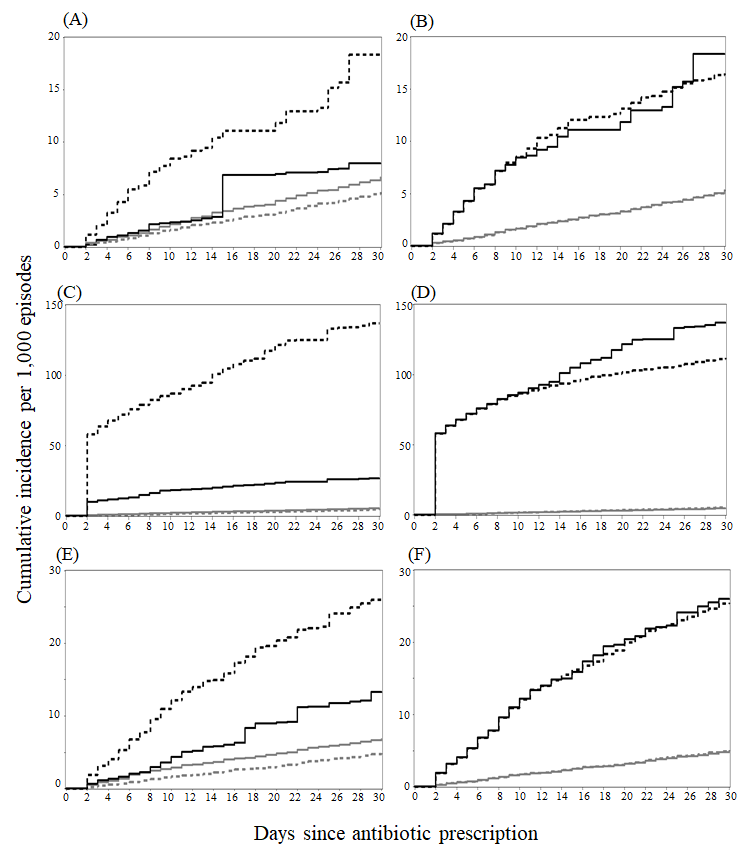 (A)
(B)
20
15
10
5
0
0 2 4 6 8 10 12 14 16 18 20 22 24 26 28 30
20
15
10
5
0
0 2 4 6 8 10 12 14 16 18 20 22 24 26 28 30
Cumulative incidence per 1,000 episodes
(C)
(D)
150
100
50
0
0 2 4 6 8 10 12 14 16 18 20 22 24 26 28 30
150
100
50
0
0 2 4 6 8 10 12 14 16 18 20 22 24 26 28 30
(E)
(F)
30
20
10
0
0 2 4 6 8 10 12 14 16 18 20 22 24 26 28 30
30
20
10
0
0 2 4 6 8 10 12 14 16 18 20 22 24 26 28 30
Days since antibiotic prescription